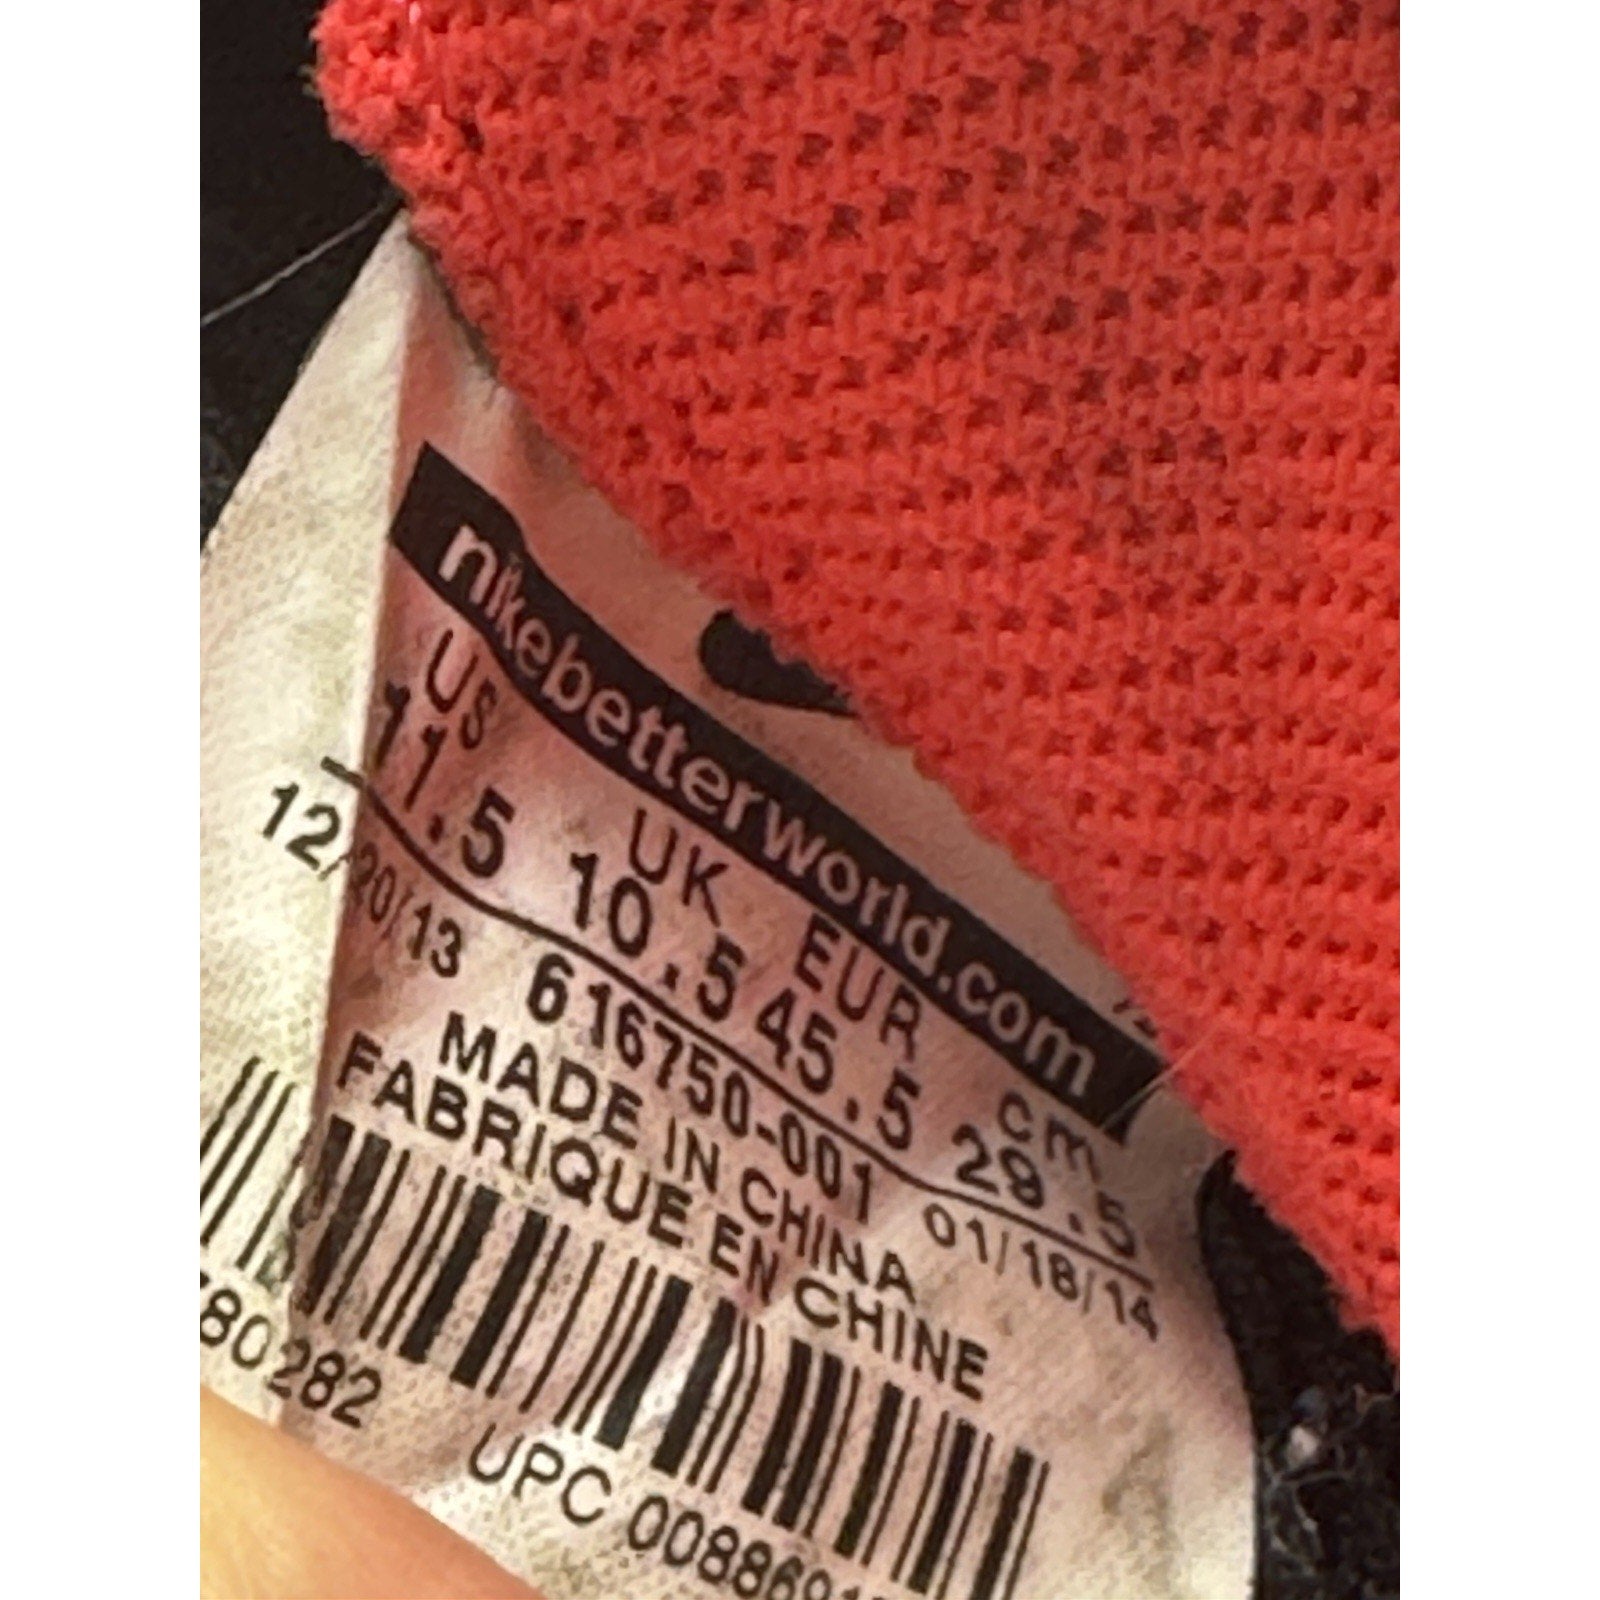 nikebetterworld.com
US UK EUR cm
11.5 10.5 45.5 29.5
12/20/13 616750-001 01/18/14
MADE IN CHINA
FABRIQUE EN CHINE
80282
UPC 0088691